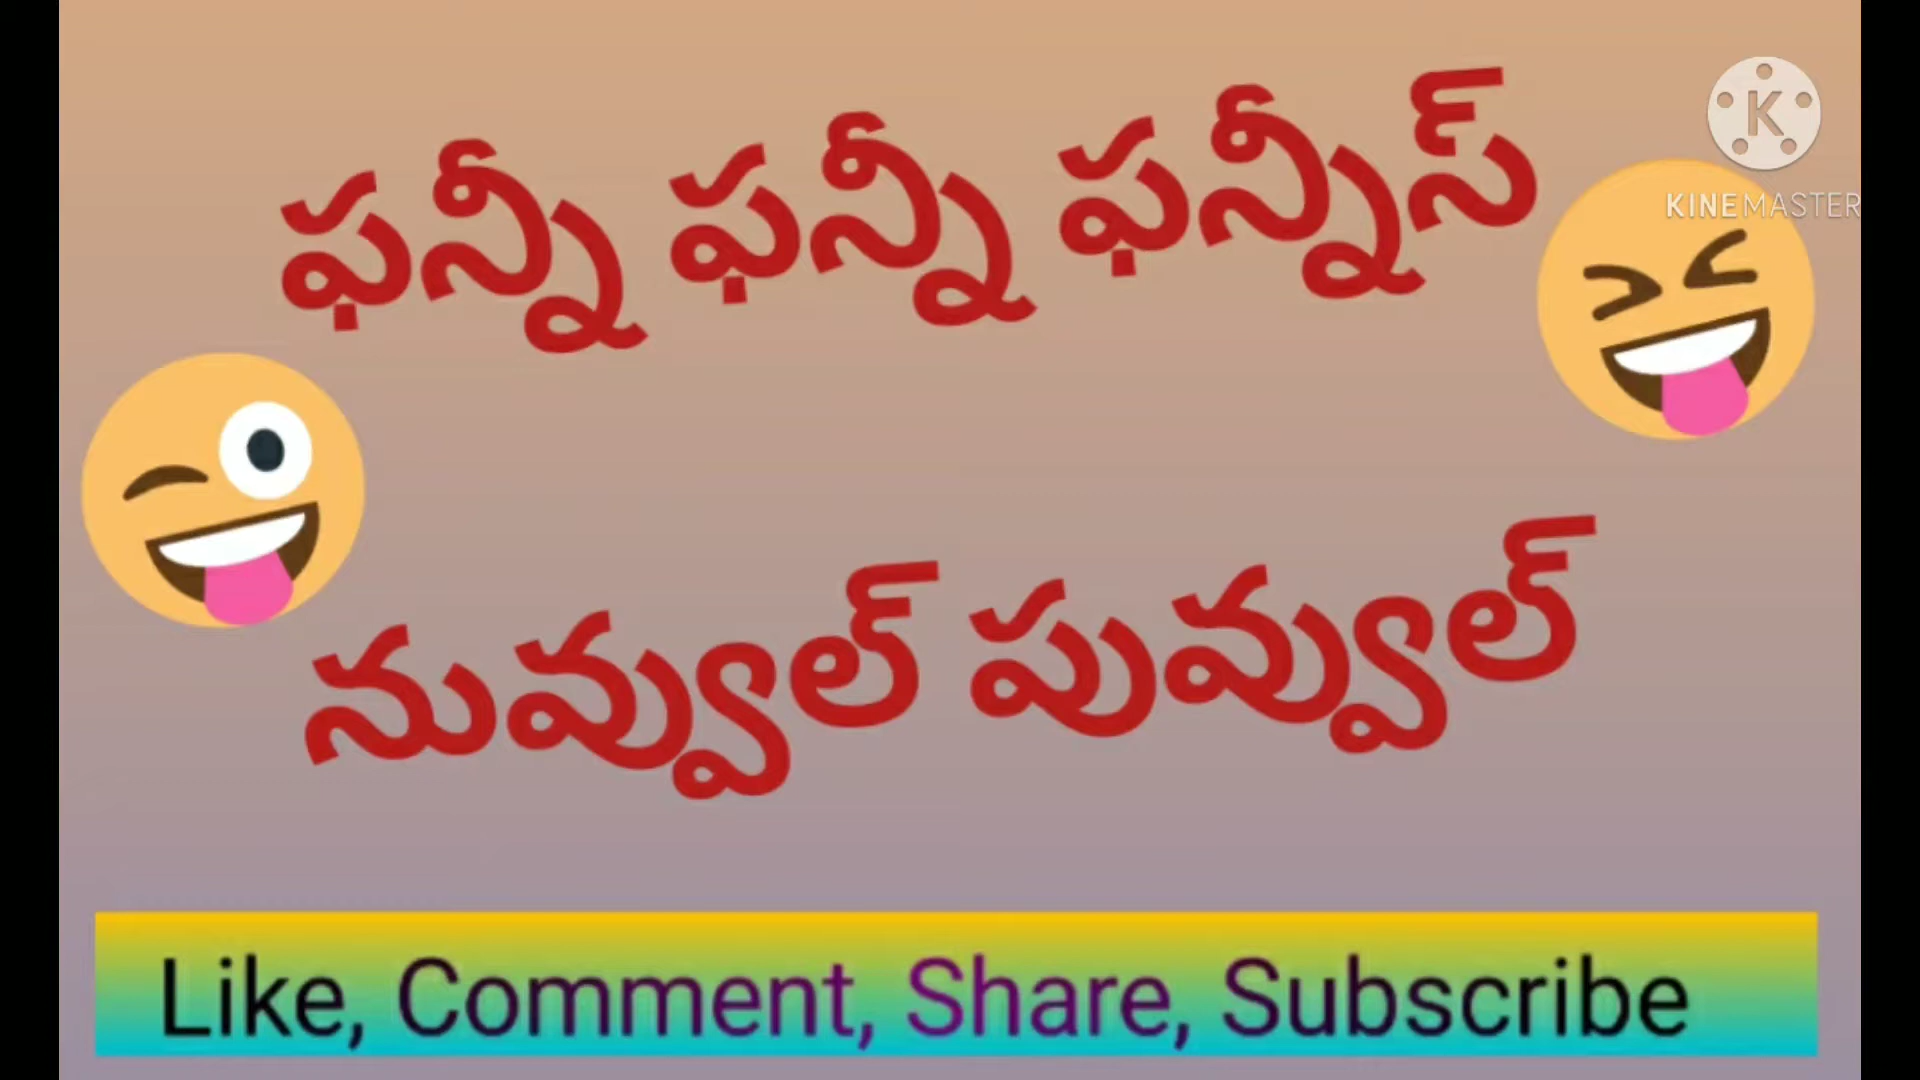 ఫన్నీ ఫన్నీ ఫన్నీస్
నువ్వుల్ పువ్వుల్
Like, Comment, Share, Subscribe
K
KINEMASTER